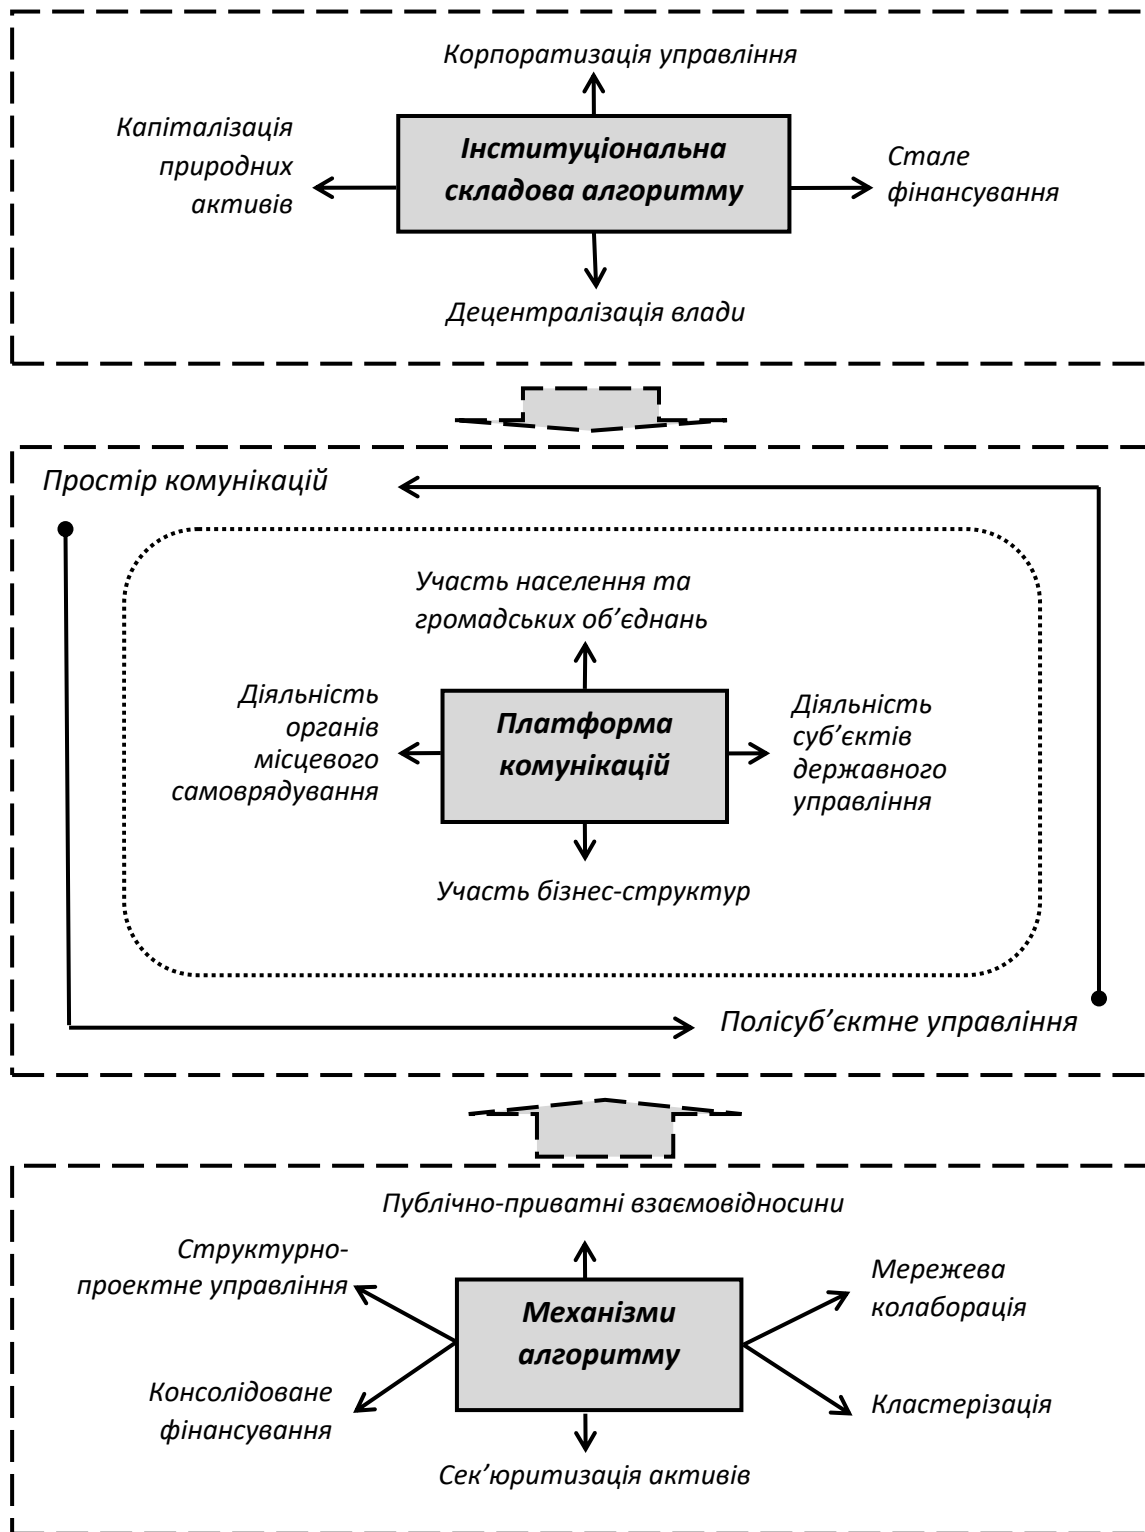 Корпоратизація управління
Капіталізація
природних
активів
Інституціональна
складова алгоритму
Стале
фінансування
Децентралізація влади
Простір комунікацій
Участь населення та
громадських об’єднань
Діяльність
органів
місцевого
самоврядування
Платформа
комунікацій
Діяльність
суб’єктів
державного
управління
Участь бізнес-структур
Полісуб’єктне управління
Публічно-приватні взаємовідносини
Структурно-
проектне управління
Механізми
алгоритму
Мережева
колаборація
Консолідоване
фінансування
Кластерізація
Сек’юритизація активів